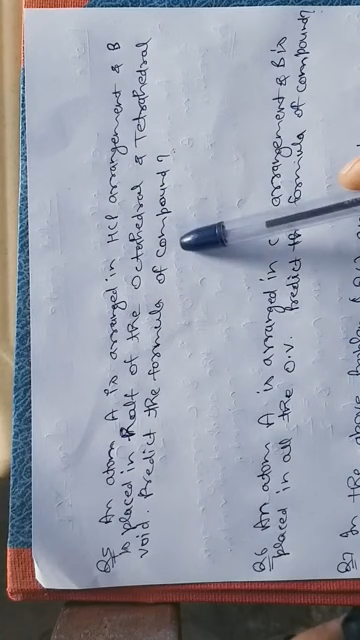 Q5 An atom A is arranged in HCP arrangement & B
is placed in half of the Octahedral & Tetrahedral
void. Predict the formula of compound?
Q6 An atom A is arranged in c arrangement & B is
placed in all the O.V. Predict the formula of compound?
Q7 In the above